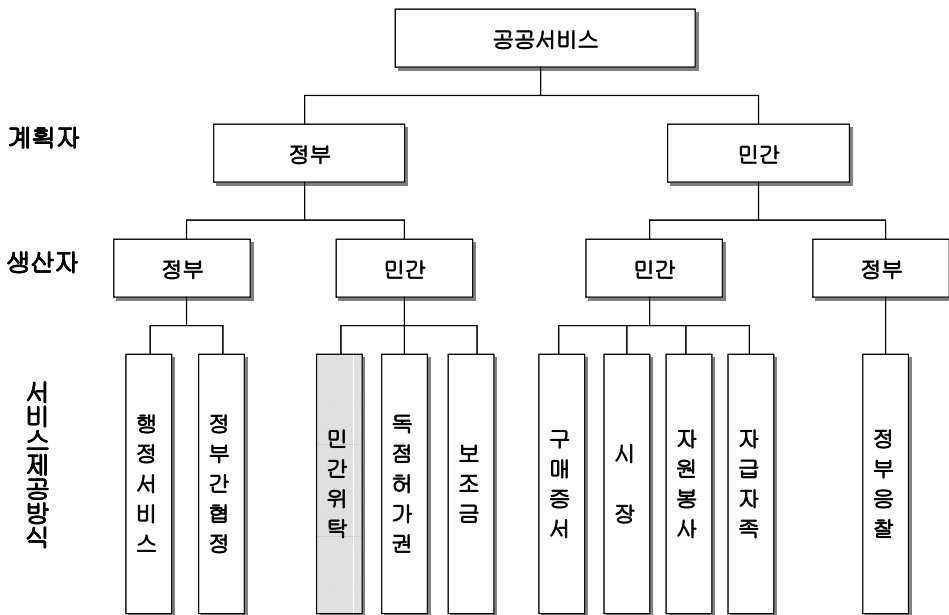 공공서비스
계획자
정부
민간
생산자
정부
민간
민간
정부
서비스제공방식
행정서비스
정부간협정
민간위탁
독점허가권
보조금
구매증서
시장
자원봉사
자급자족
정부응찰